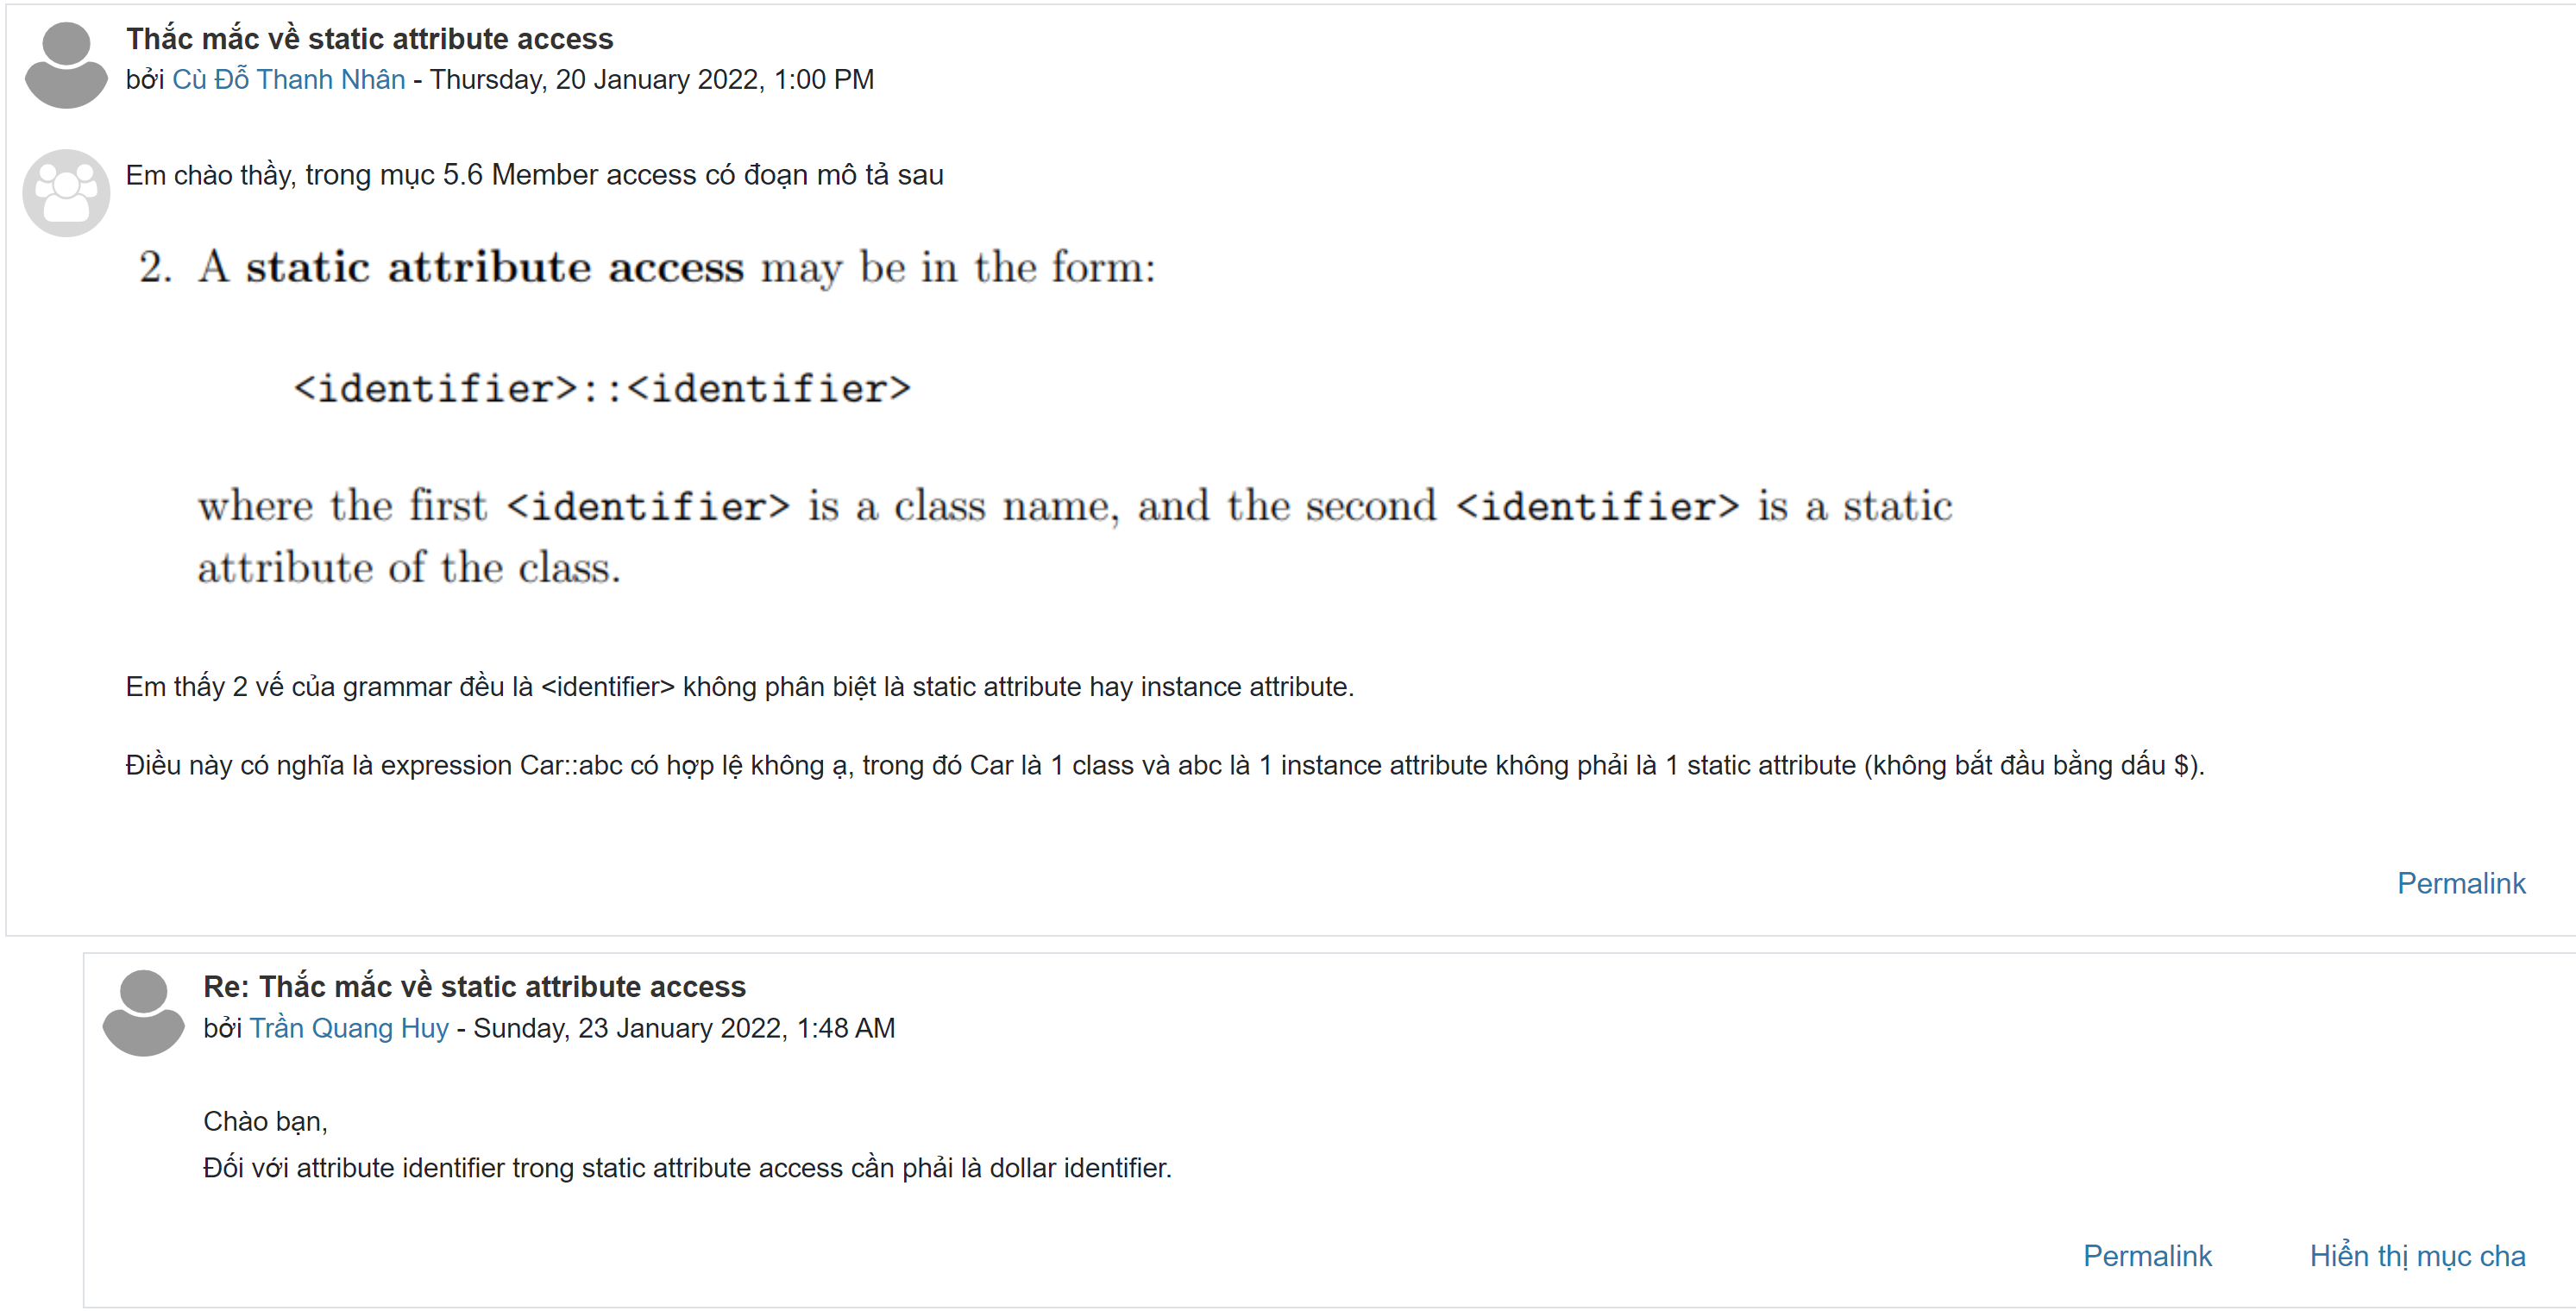 Thắc mắc về static attribute access
bởi Cù Đỗ Thanh Nhân - Thursday, 20 January 2022, 1:00 PM
Em chào thầy, trong mục 5.6 Member access có đoạn mô tả sau
2. A static attribute access may be in the form:
<identifier>::<identifier>
where the first <identifier> is a class name, and the second <identifier> is a static
attribute of the class.
Em thấy 2 vế của grammar đều là <identifier> không phân biệt là static attribute hay instance attribute.
Điều này có nghĩa là expression Car::abc có hợp lệ không ạ, trong đó Car là 1 class và abc là 1 instance attribute không phải là 1 static attribute (không bắt đầu bằng dấu $).
Permalink
Re: Thắc mắc về static attribute access
bởi Trần Quang Huy - Sunday, 23 January 2022, 1:48 AM
Chào bạn,
Đối với attribute identifier trong static attribute access cần phải là dollar identifier.
Permalink Hiển thị mục cha